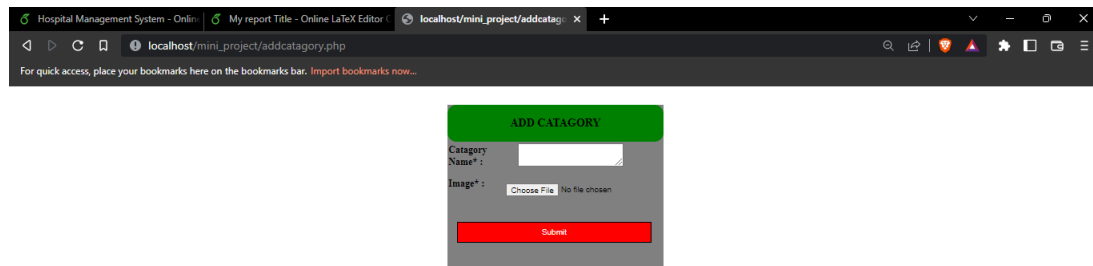 Hospital Management System - Onlin
My report Title - Online LaTeX Editor
localhost/mini_project/addcatago
localhost/mini_project/addcatagory.php
For quick access, place your bookmarks here on the bookmarks bar. Import bookmarks now...
ADD CATAGORY
Catagory
Name* :
Image* :
Choose File No file chosen
Submit